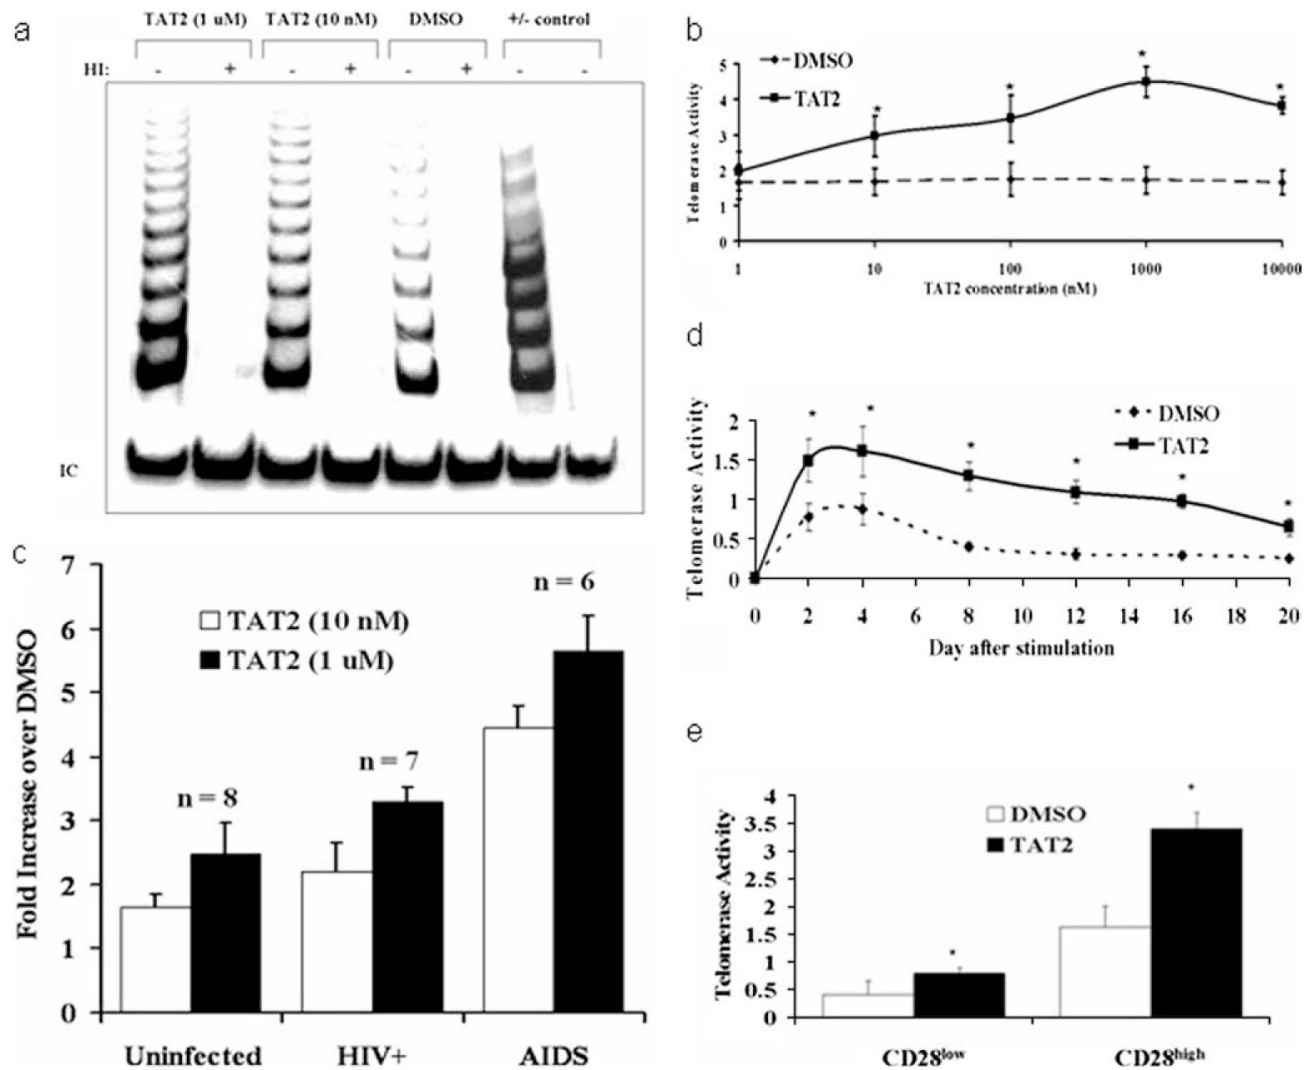 a
TAT2 (1 uM) TAT2 (10 nM) DMSO +/- control
HI: - + - + - + - -
IC
b
DMSO
TAT2
Telomerase Activity
5
4
3
2
1
0
1 10 100 1000 10000
TAT2 concentration (nM)
* * * *
c
n = 6
TAT2 (10 nM)
TAT2 (1 uM)
n = 7
n = 8
Fold Increase over DMSO
7
6
5
4
3
2
1
0
Uninfected HIV+ AIDS
d
DMSO
TAT2
Telomerase Activity
2
1.5
1
0.5
0
0 2 4 6 8 10 12 14 16 18 20
Day after stimulation
* * * * * *
e
DMSO
TAT2
Telomerase Activity
4
3.5
3
2.5
2
1.5
1
0.5
0
* *
CD28low CD28high